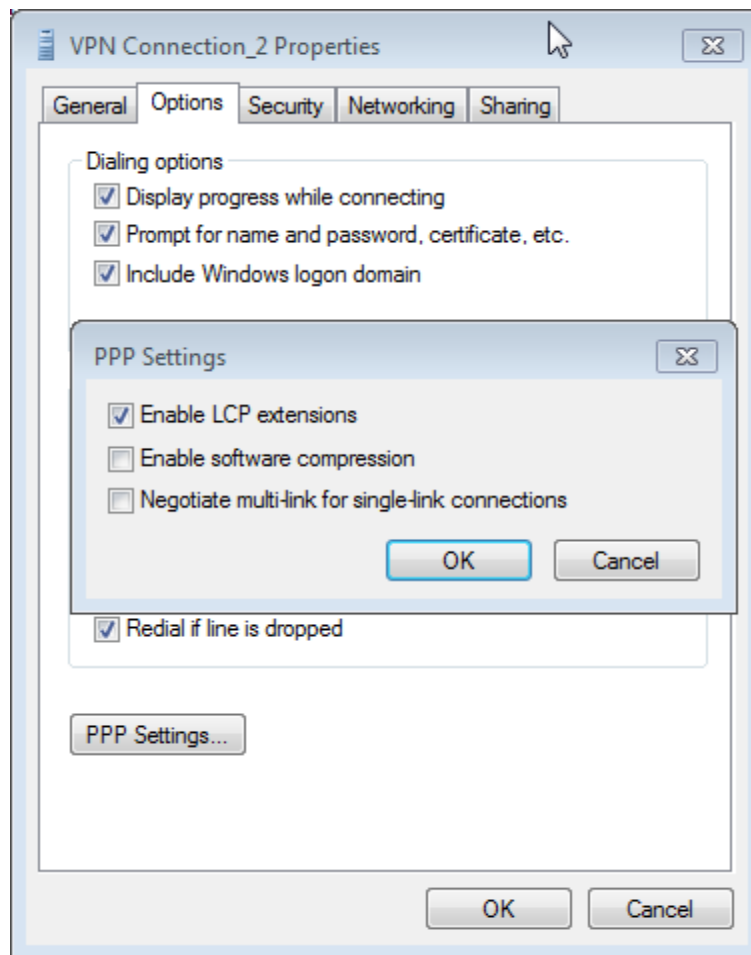 VPN Connection_2 Properties
General Options Security Networking Sharing
Dialing options
Display progress while connecting
Prompt for name and password, certificate, etc.
Include Windows logon domain
PPP Settings
Enable LCP extensions
Enable software compression
Negotiate multi-link for single-link connections
OK Cancel
Redial if line is dropped
PPP Settings...
OK Cancel